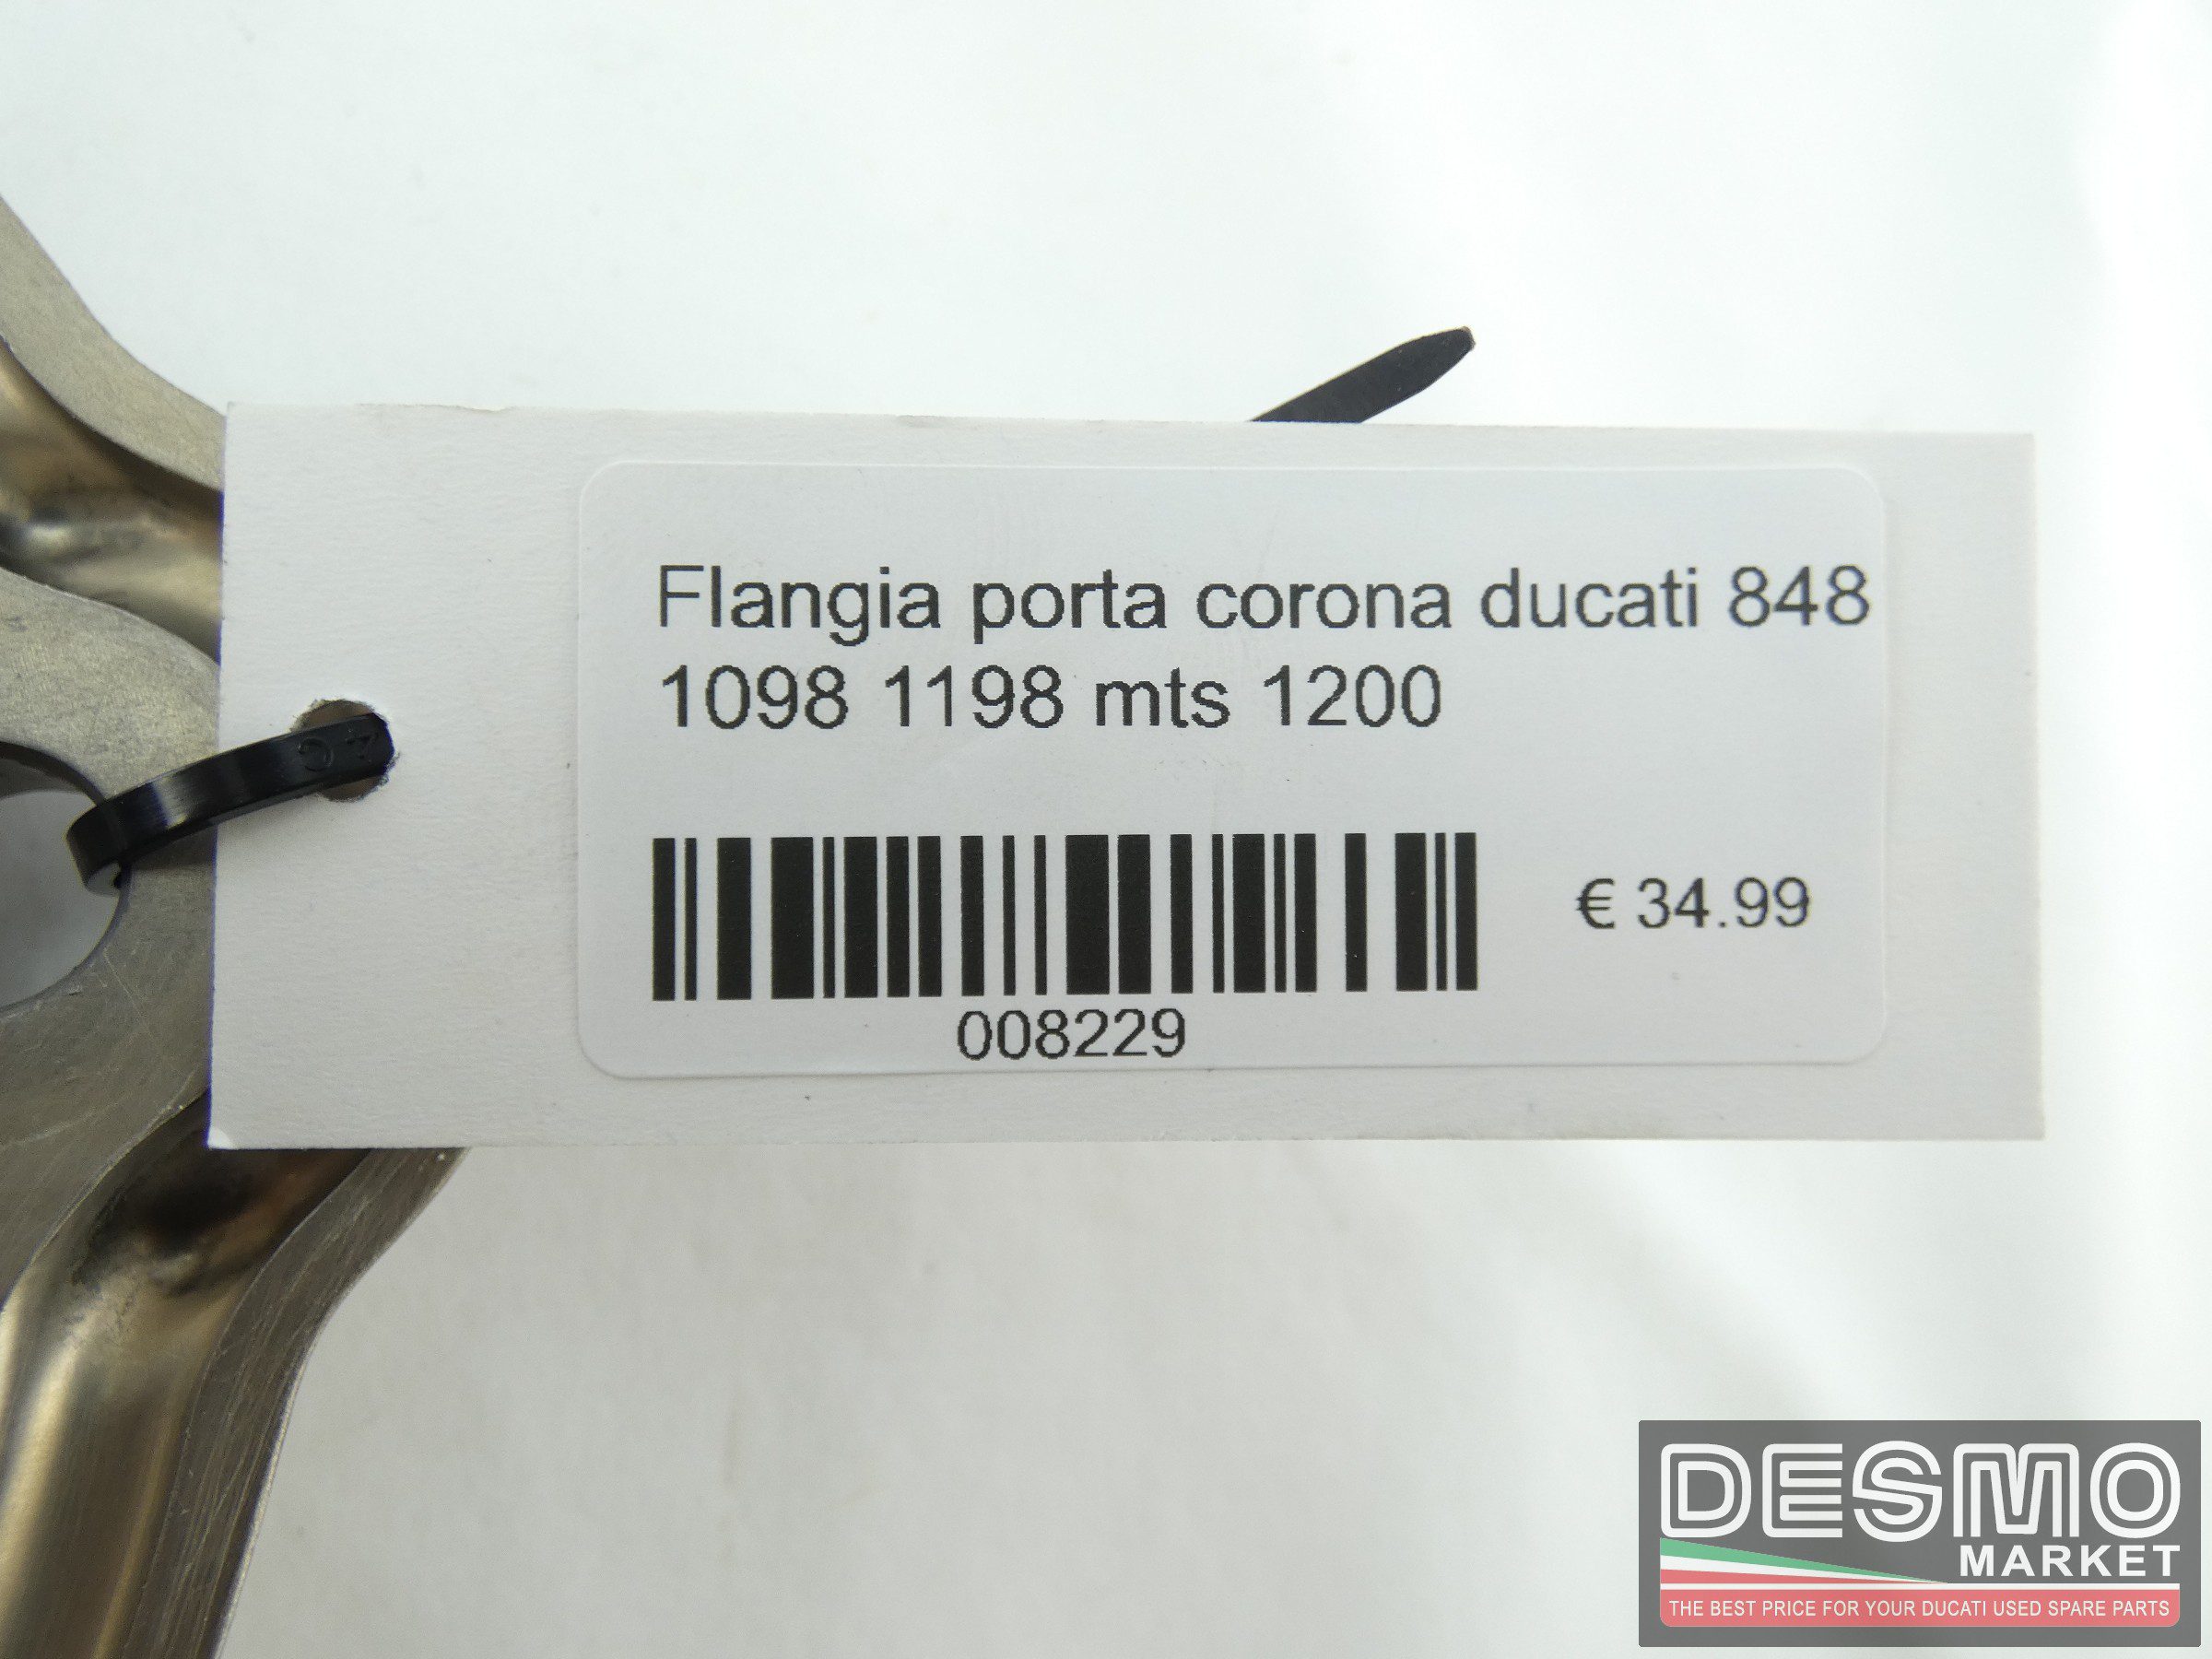 Flangia porta corona ducati 848
1098 1198 mts 1200
€ 34.99
008229
DESMO
MARKET
THE BEST PRICE FOR YOUR DUCATI USED SPARE PARTS